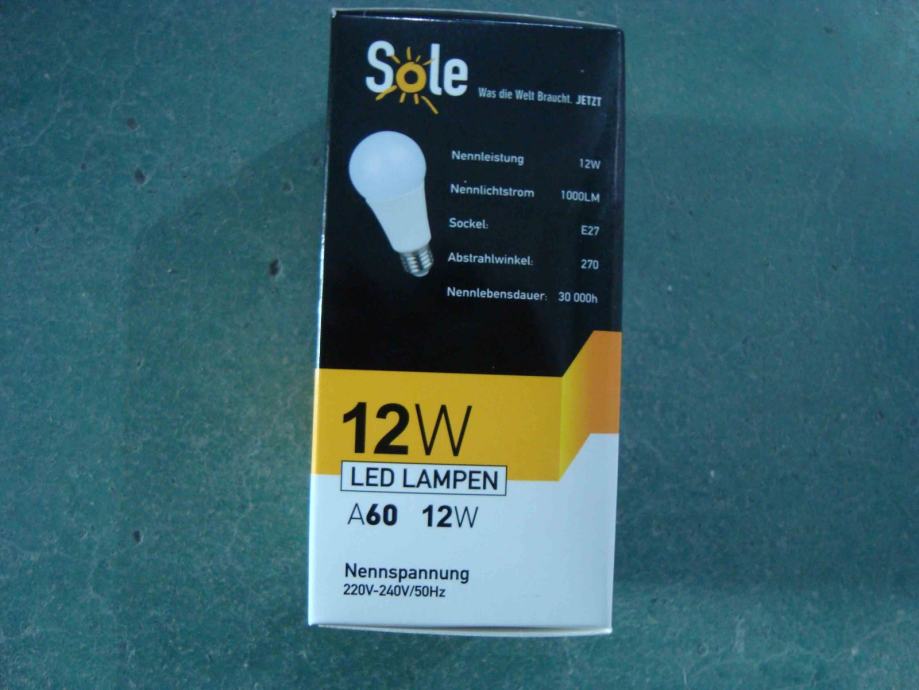 Sole
Was die Welt Braucht. JETZT
Nennleistung 12W
Nennlichtstrom 1000LM
Sockel: E27
Abstrahlwinkel: 270
Nennlebensdauer: 30 000h
12W
LED LAMPEN
A60 12W
Nennspannung
220V-240V/50Hz